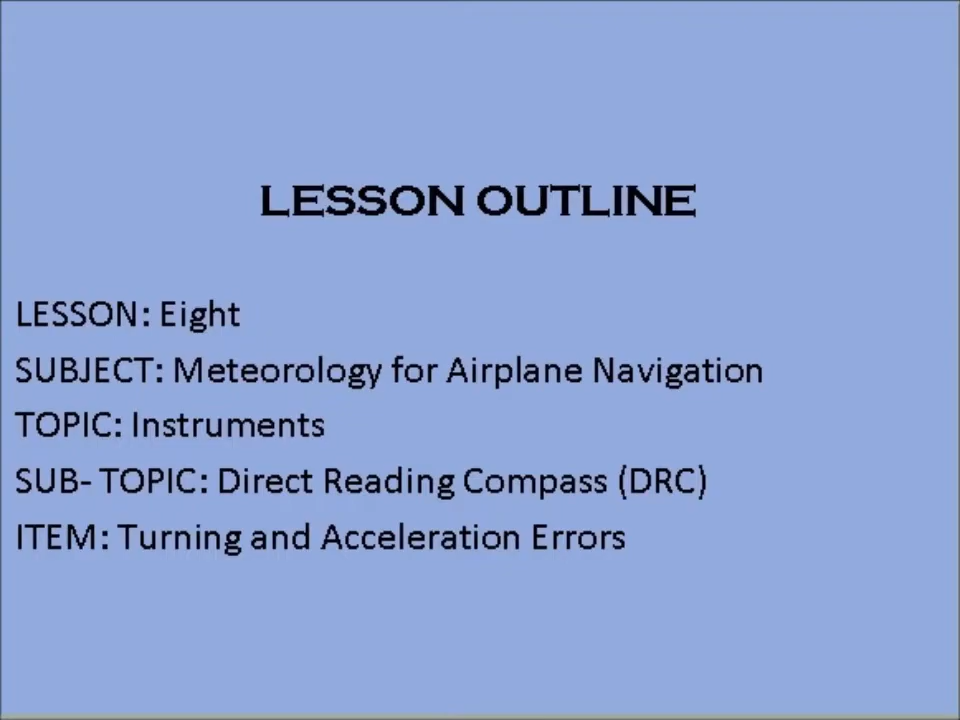 LESSON OUTLINE
LESSON: Eight
SUBJECT: Meteorology for Airplane Navigation
TOPIC: Instruments
SUB- TOPIC: Direct Reading Compass (DRC)
ITEM: Turning and Acceleration Errors